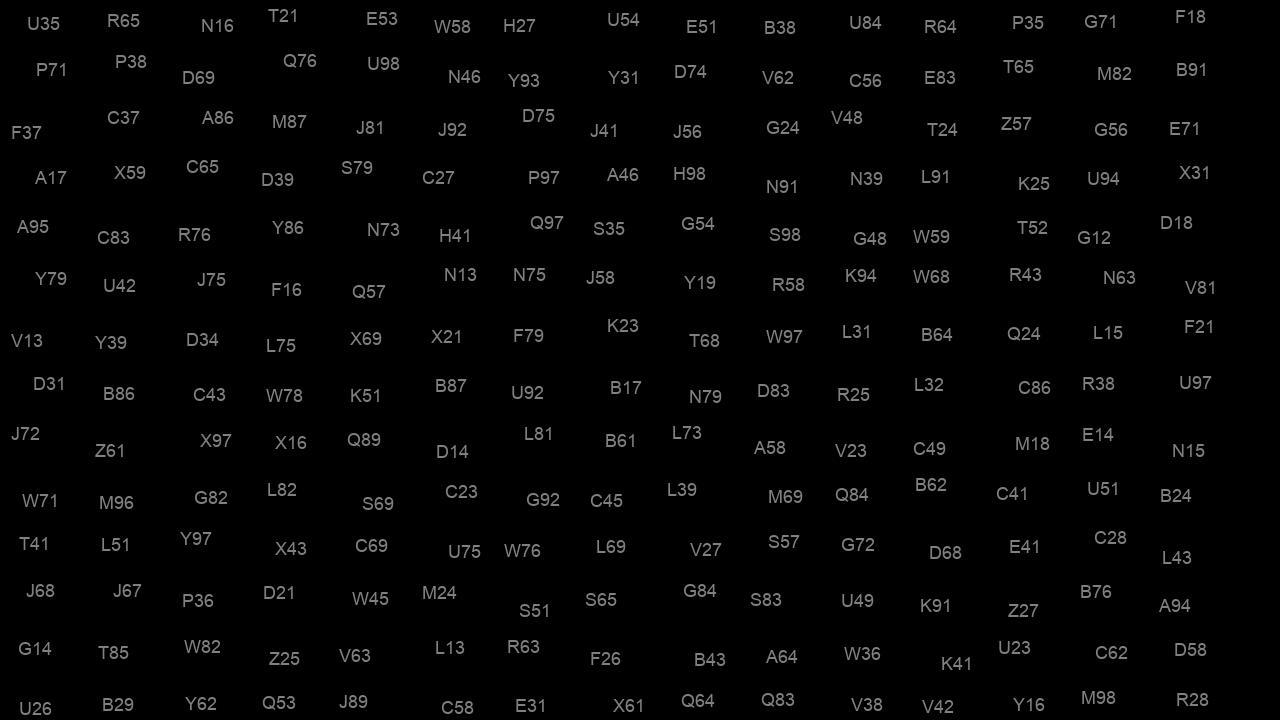 U35 R65 N16 T21 E53 W58 H27 U54 E51 B38 U84 R64 P35 G71 F18
P71 P38 D69 Q76 U98 N46 Y93 Y31 D74 V62 C56 E83 T65 M82 B91
F37 C37 A86 M87 J81 J92 D75 J41 J56 G24 V48 T24 Z57 G56 E71
A17 X59 C65 D39 S79 C27 P97 A46 H98 N91 N39 L91 K25 U94 X31
A95 C83 R76 Y86 N73 H41 Q97 S35 G54 S98 G48 W59 T52 G12 D18
Y79 U42 J75 F16 Q57 N13 N75 J58 Y19 R58 K94 W68 R43 N63 V81
V13 Y39 D34 L75 X69 X21 F79 K23 T68 W97 L31 B64 Q24 L15 F21
D31 B86 C43 W78 K51 B87 U92 B17 N79 D83 R25 L32 C86 R38 U97
J72 Z61 X97 X16 Q89 D14 L81 B61 L73 A58 V23 C49 M18 E14 N15
W71 M96 G82 L82 S69 C23 G92 C45 L39 M69 Q84 B62 C41 U51 B24
T41 L51 Y97 X43 C69 U75 W76 L69 V27 S57 G72 D68 E41 C28 L43
J68 J67 P36 D21 W45 M24 S51 S65 G84 S83 U49 K91 Z27 B76 A94
G14 T85 W82 Z25 V63 L13 R63 F26 B43 A64 W36 K41 U23 C62 D58
U26 B29 Y62 Q53 J89 C58 E31 X61 Q64 Q83 V38 V42 Y16 M98 R28